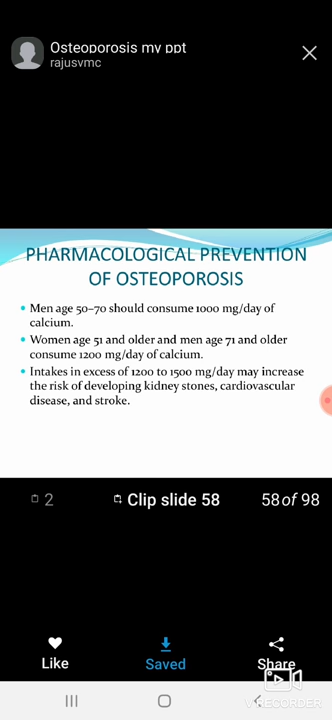 Osteoporosis my ppt
rajusvmc
PHARMACOLOGICAL PREVENTION
OF OSTEOPOROSIS
Men age 50–70 should consume 1000 mg/day of
calcium.
Women age 51 and older and men age 71 and older
consume 1200 mg/day of calcium.
Intakes in excess of 1200 to 1500 mg/day may increase
the risk of developing kidney stones, cardiovascular
disease, and stroke.
2 Clip slide 58 58 of 98
Like Saved Share
VRECORDER